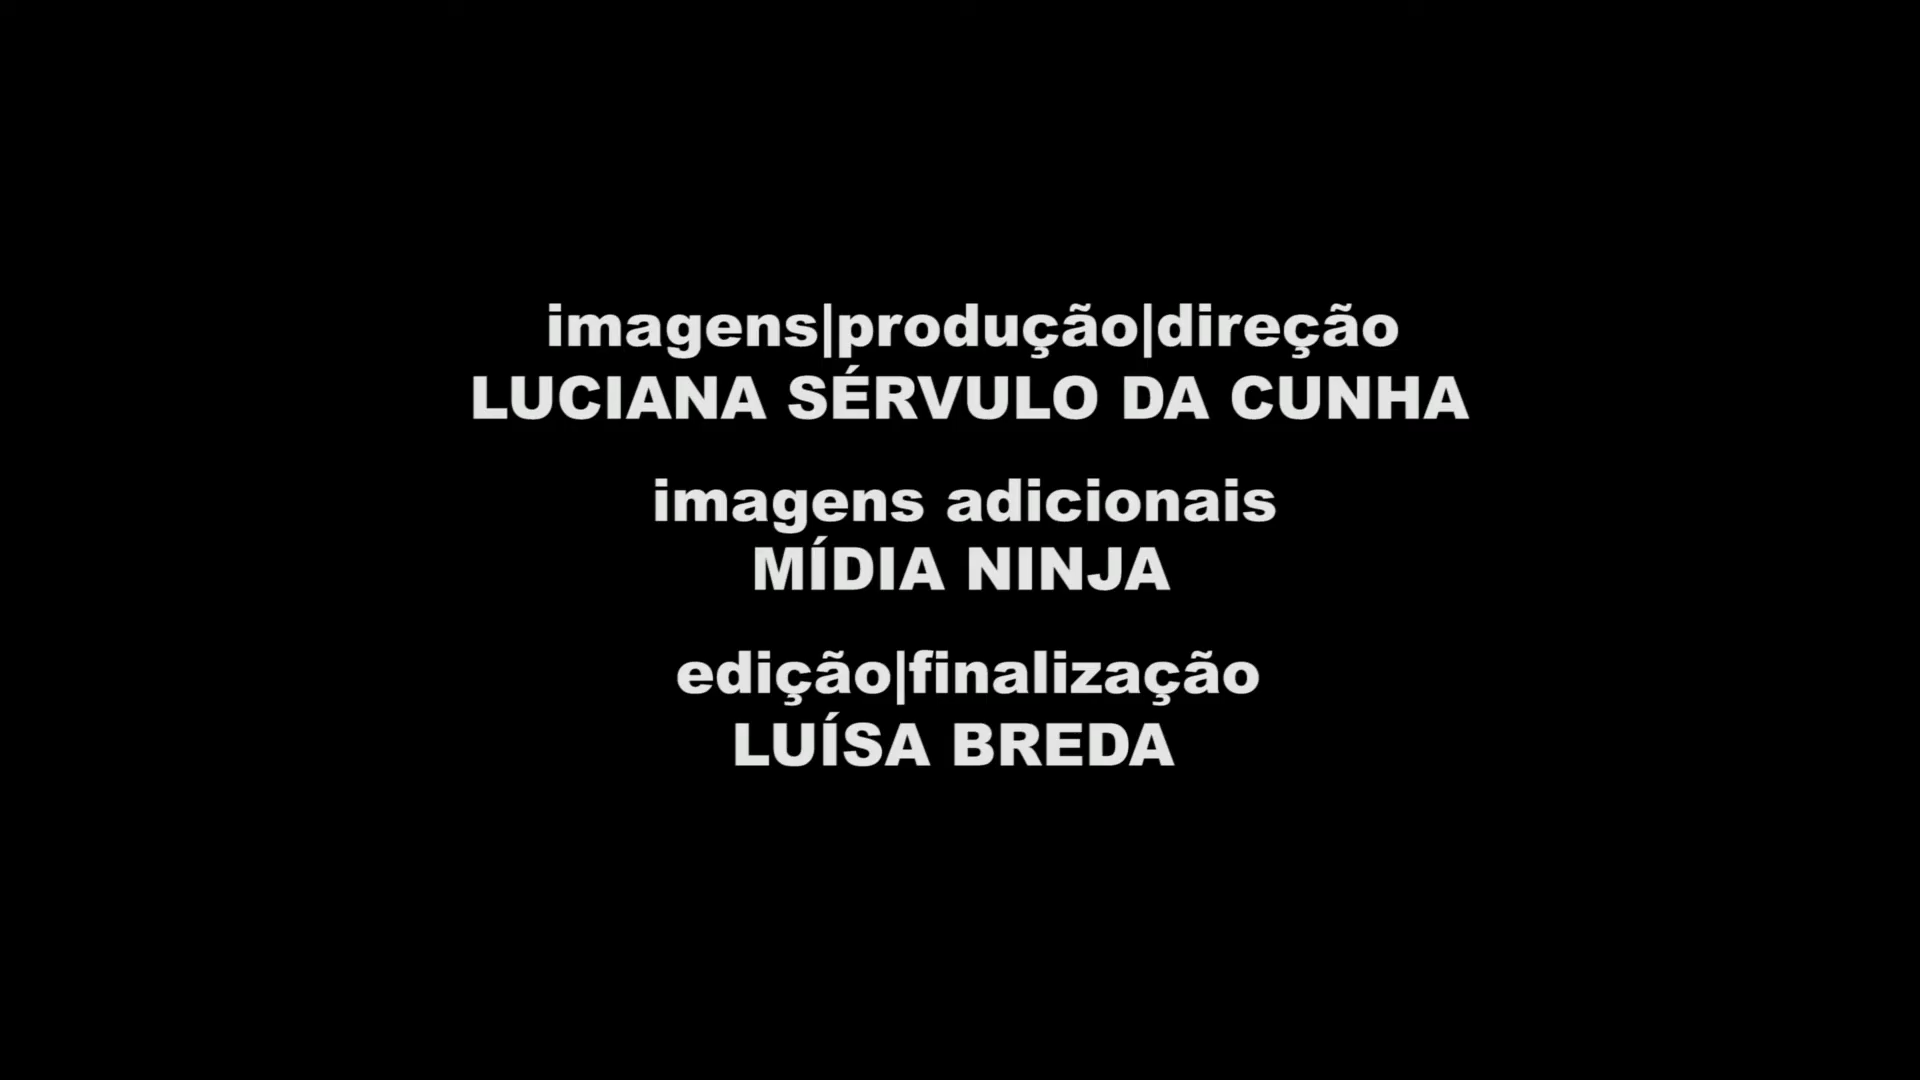 imagens|produção|direção
LUCIANA SÉRVULO DA CUNHA
imagens adicionais
MÍDIA NINJA
edição|finalização
LUÍSA BREDA